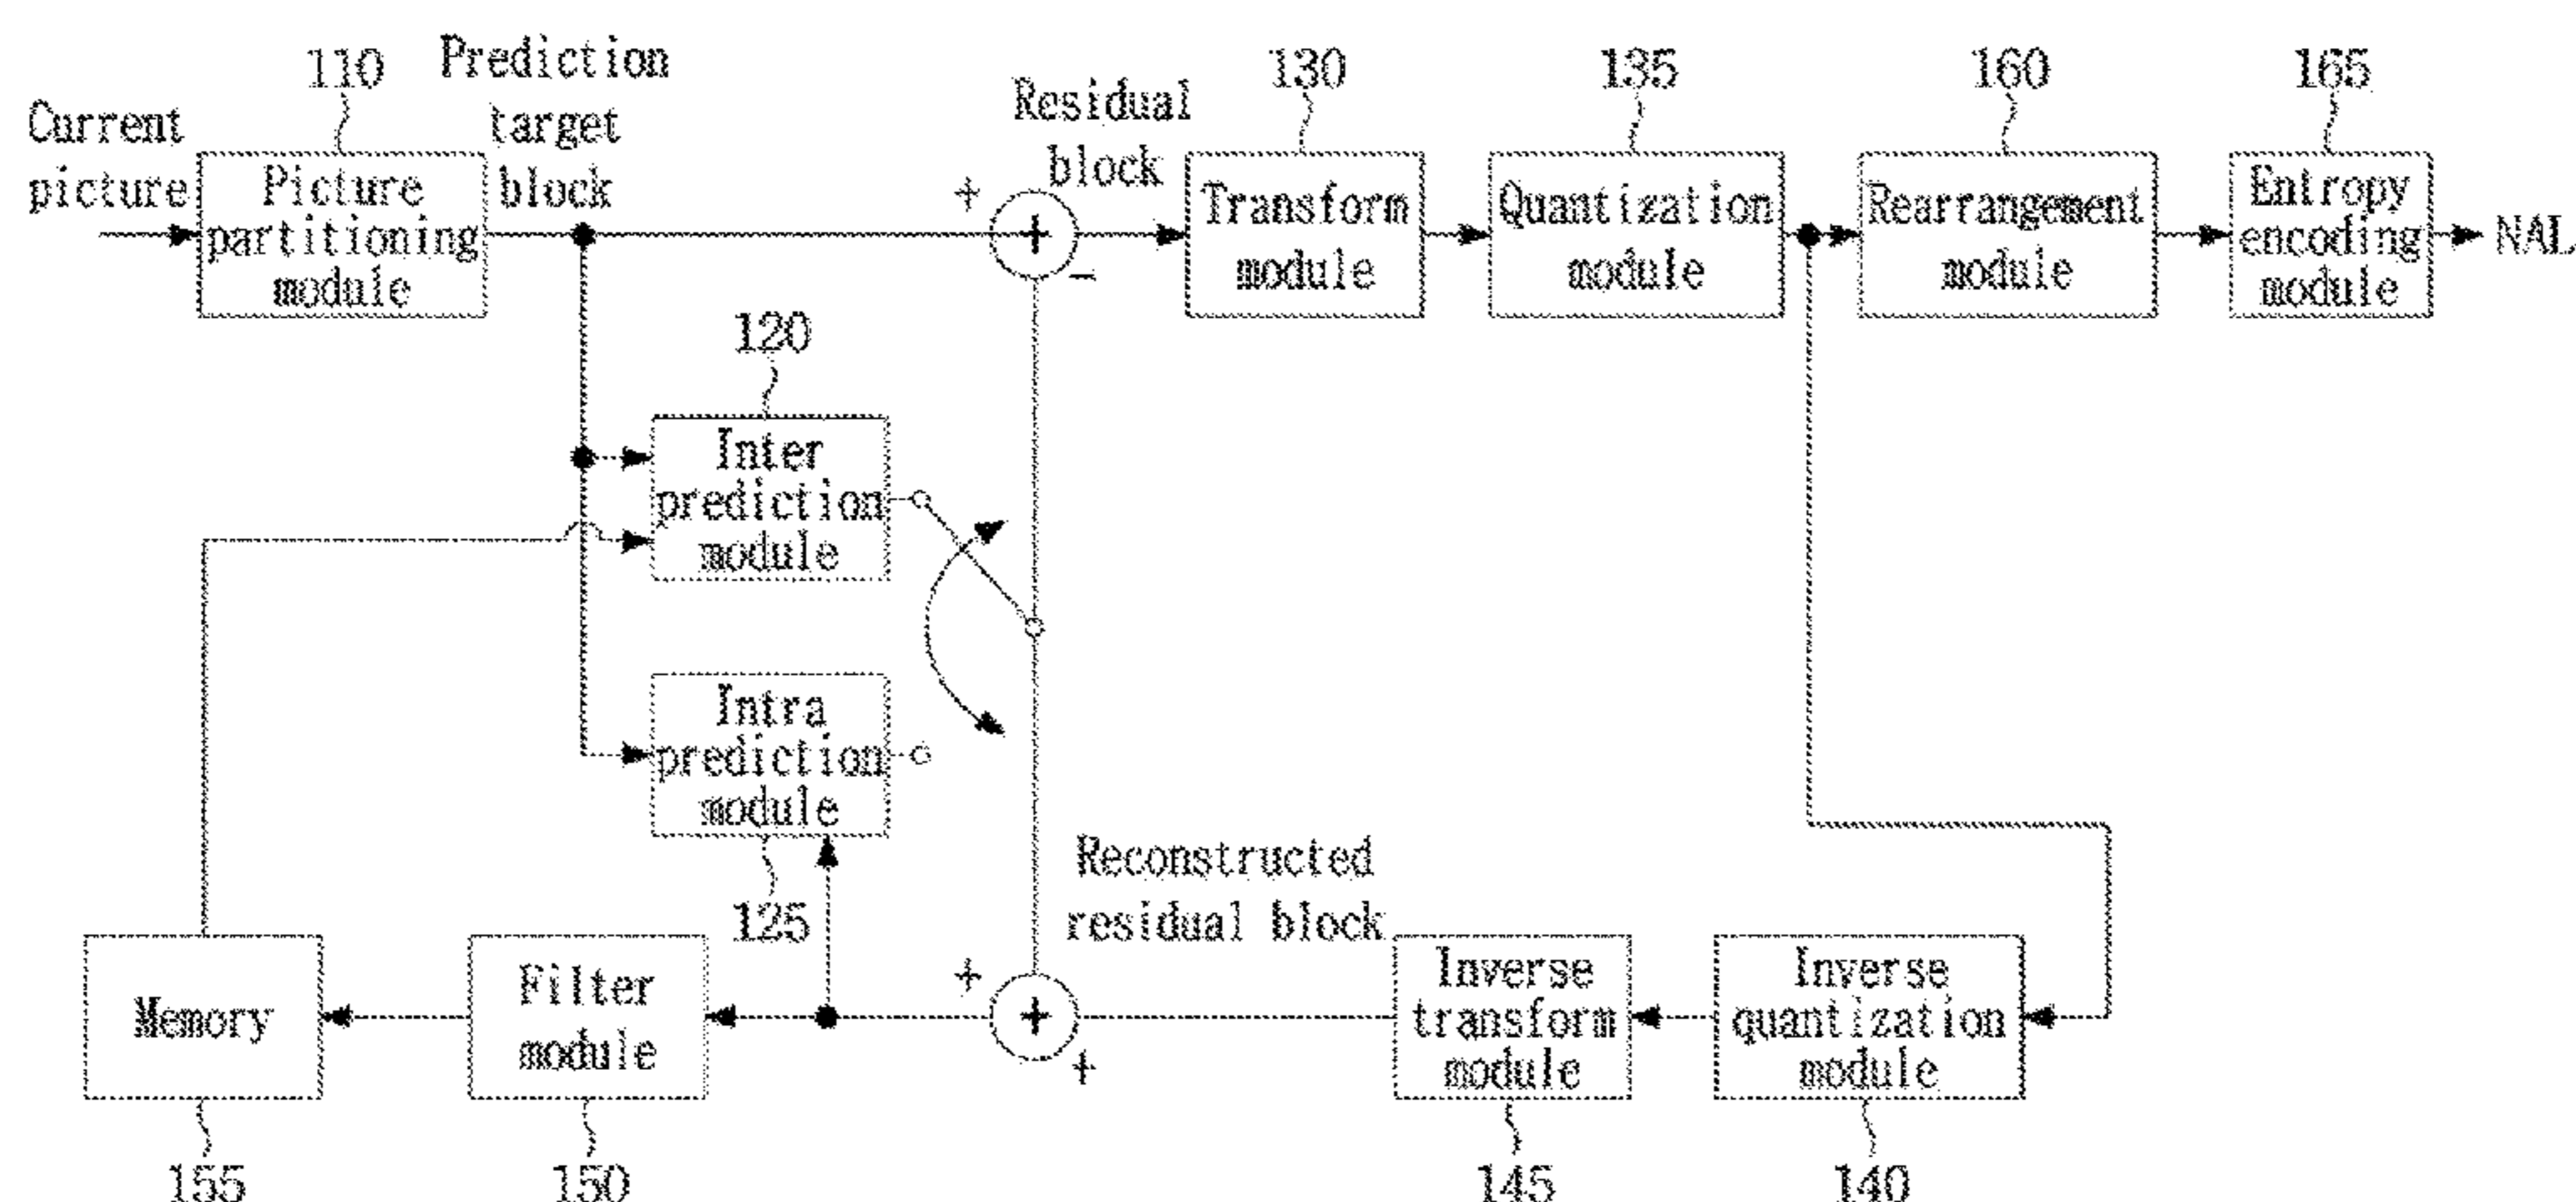 110
Prediction
target
block
Current
picture
Picture
partitioning
module
Residual
block
130
Transform
module
135
Quantization
module
160
Rearrangement
module
165
Entropy
encoding
module
NAL
+
+
-
120
Inter
prediction
module
Intra
prediction
module
125
Reconstructed
residual block
Memory
155
Filter
module
150
+
+
+
Inverse
transform
module
145
Inverse
quantization
module
140